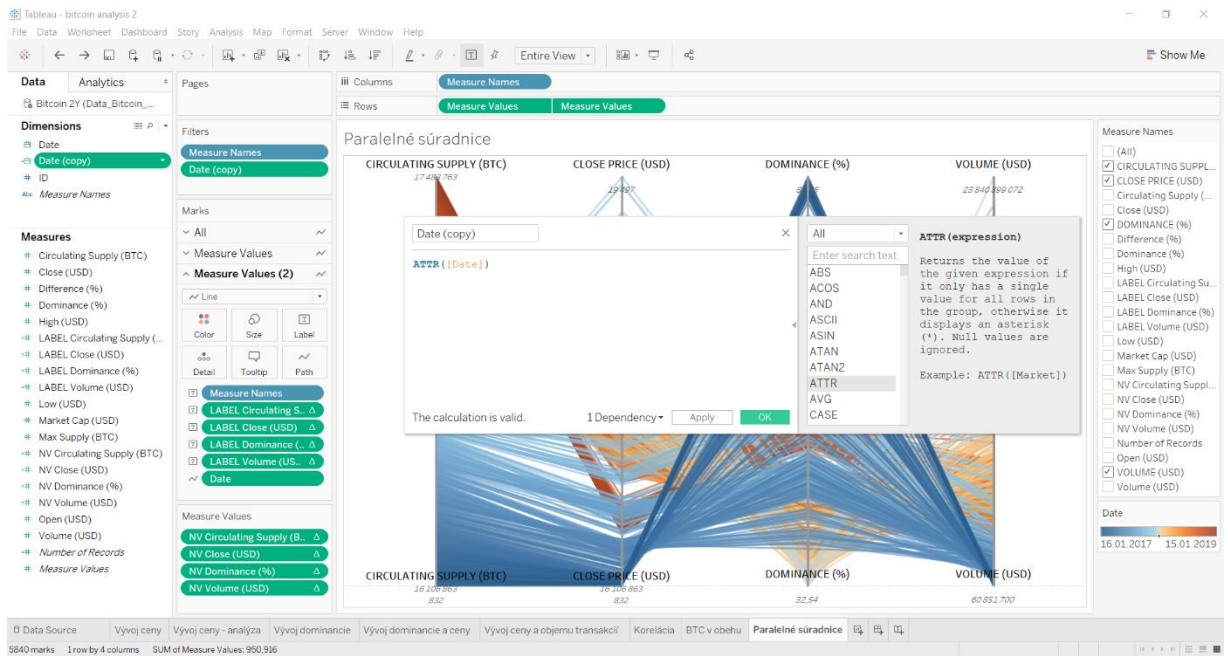 Tableau - bitcoin analysis 2
File Data Worksheet Dashboard Story Analysis Map Format Server Window Help
Entire View
Show Me
Data Analytics
Bitcoin 2Y (Data_Bitcoin_...
Dimensions
Date
Date (copy)
# ID
Abc Measure Names
Measures
# Circulating Supply (BTC)
# Close (USD)
# Difference (%)
# Dominance (%)
# High (USD)
=# LABEL Circulating Supply (...
=# LABEL Close (USD)
=# LABEL Dominance (%)
=# LABEL Volume (USD)
# Low (USD)
# Market Cap (USD)
# Max Supply (BTC)
=# NV Circulating Supply (BTC)
=# NV Close (USD)
=# NV Dominance (%)
=# NV Volume (USD)
# Open (USD)
# Volume (USD)
=# Number of Records
# Measure Values
Pages
Filters
Measure Names
Date (copy)
Marks
All
Measure Values
Measure Values (2)
Line
Color Size Label
Detail Tooltip Path
Measure Names
LABEL Circulating S.. Δ
LABEL Close (USD) Δ
LABEL Dominance (.. Δ
LABEL Volume (US.. Δ
Date
Measure Values
NV Circulating Supply (B.. Δ
NV Close (USD) Δ
NV Dominance (%) Δ
NV Volume (USD) Δ
Columns
Measure Names
Rows
Measure Values Measure Values
Paralelné súradnice
CIRCULATING SUPPLY (BTC) CLOSE PRICE (USD) DOMINANCE (%) VOLUME (USD)
17 488 763 19 497 23 840 899 072
Date (copy)
ATTR([Date])
The calculation is valid.
1 Dependency
Apply
OK
All
Enter search text
ABS
ACOS
AND
ASCII
ASIN
ATAN
ATAN2
ATTR
AVG
CASE
ATTR(expression)
Returns the value of
the given expression if
it only has a single
value for all rows in
the group, otherwise it
displays an asterisk
(*). Null values are
ignored.
Example: ATTR([Market])
CIRCULATING SUPPLY (BTC) CLOSE PRICE (USD) DOMINANCE (%) VOLUME (USD)
16 106 863 16 106 863
832 832 32,54 60 851 700
Measure Names
(All)
CIRCULATING SUPPL...
CLOSE PRICE (USD)
Circulating Supply (...
Close (USD)
DOMINANCE (%)
Difference (%)
Dominance (%)
High (USD)
LABEL Circulating Su...
LABEL Close (USD)
LABEL Dominance (%)
LABEL Volume (USD)
Low (USD)
Market Cap (USD)
Max Supply (BTC)
NV Circulating Suppl...
NV Close (USD)
NV Dominance (%)
NV Volume (USD)
Number of Records
Open (USD)
VOLUME (USD)
Volume (USD)
Date
16.01.2017 15.01.2019
Data Source Vývoj ceny Vývoj ceny - analýza Vývoj dominancie Vývoj dominancie a ceny Vývoj ceny a objemu transakcií Korelácia BTC v obehu Paralelné súradnice
5840 marks 1 row by 4 columns SUM of Measure Values: 950,916